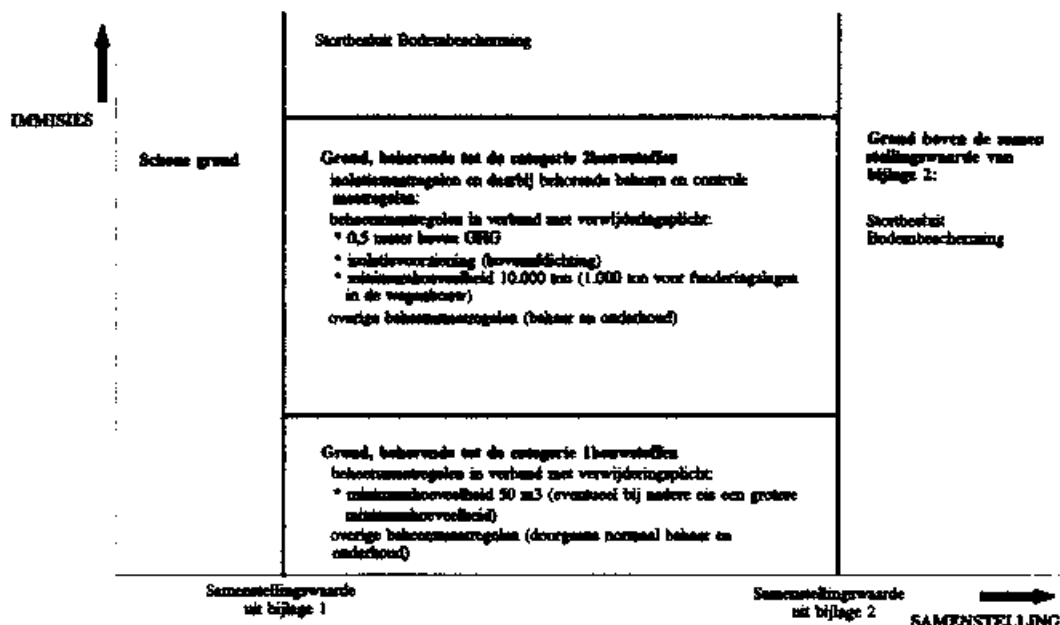 IMMISIES
Schone grond
Stortbesluit Bodembescherming
Grond, behorende tot de categorie 2bouwstoffen
isolatiemaatregelen en daarbij behorende beheers en controle
maatregelen:
beheersmaatregelen in verband met verwijderingsplicht:
* 0,5 meter boven GHG
* isolatievoorziening (bovenafdichting)
* minimumhoeveelheid 10.000 ton (1.000 ton voor funderingslagen
in de wegenbouw)
overige beheersmaatregelen (beheer en onderhoud)
Grond, behorende tot de categorie 1bouwstoffen
beheersmaatregelen in verband met verwijderingsplicht:
* minimumhoeveelheid 50 m3 (eventueel bij nadere eis een grotere
minimumhoeveelheid)
overige beheersmaatregelen (doorgaans normaal beheer en
onderhoud)
Grond boven de samen
stellingswaarde van
bijlage 2:
Stortbesluit
Bodembescherming
Samenstellingswaarde
uit bijlage 1
Samenstellingswaarde
uit bijlage 2
SAMENSTELLING